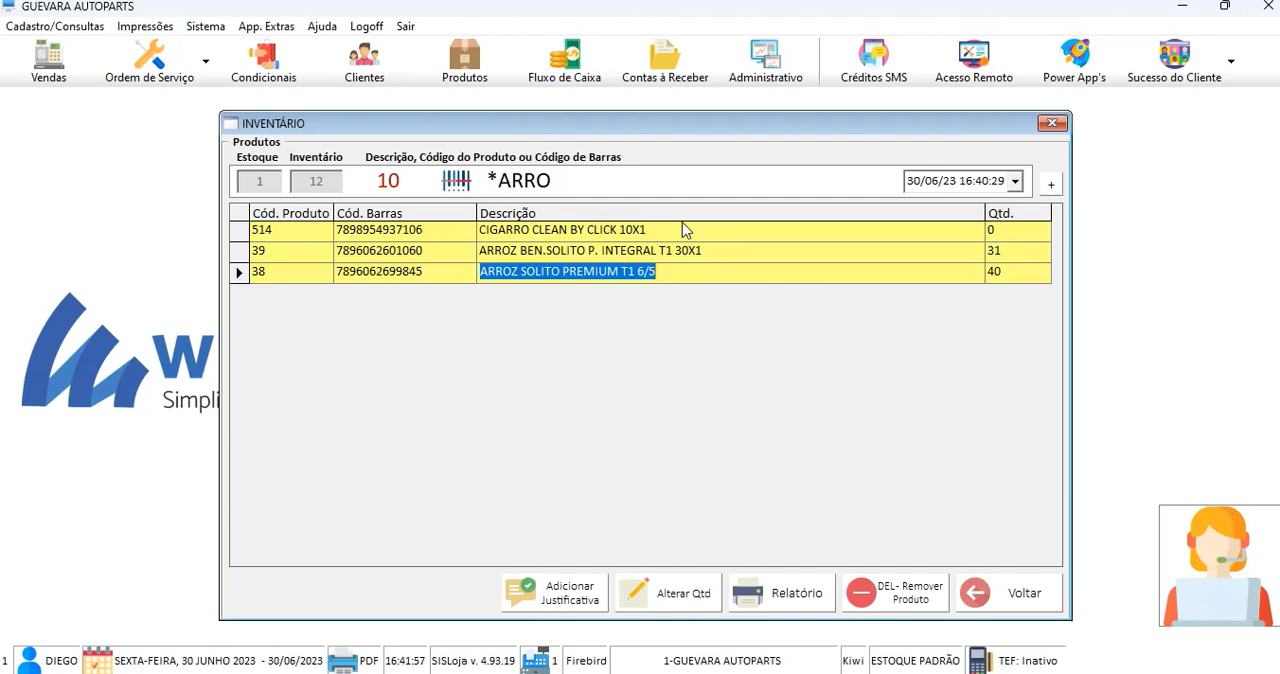 GUEVARA AUTOPARTS
Cadastro/Consultas Impressões Sistema App. Extras Ajuda Logoff Sair
Vendas Ordem de Serviço Condicionais Clientes Produtos Fluxo de Caixa Contas à Receber Administrativo Créditos SMS Acesso Remoto Power App's Sucesso do Cliente
INVENTÁRIO
Produtos
Estoque Inventário Descrição, Código do Produto ou Código de Barras
1 12 10 *ARRO 30/06/23 16:40:29 +
Cód. Produto Cód. Barras Descrição Qtd.
514 7898954937106 CIGARRO CLEAN BY CLICK 10X1 0
39 7896062601060 ARROZ BEN.SOLITO P. INTEGRAL T1 30X1 31
38 7896062699845 ARROZ SOLITO PREMIUM T1 6/5 40
W
Simpli
Adicionar Justificativa Alterar Qtd Relatório DEL- Remover Produto Voltar
1 DIEGO SEXTA-FEIRA, 30 JUNHO 2023 - 30/06/2023 PDF 16:41:57 SISLoja v. 4.93.19 1 Firebird 1-GUEVARA AUTOPARTS Kiwi ESTOQUE PADRÃO TEF: Inativo